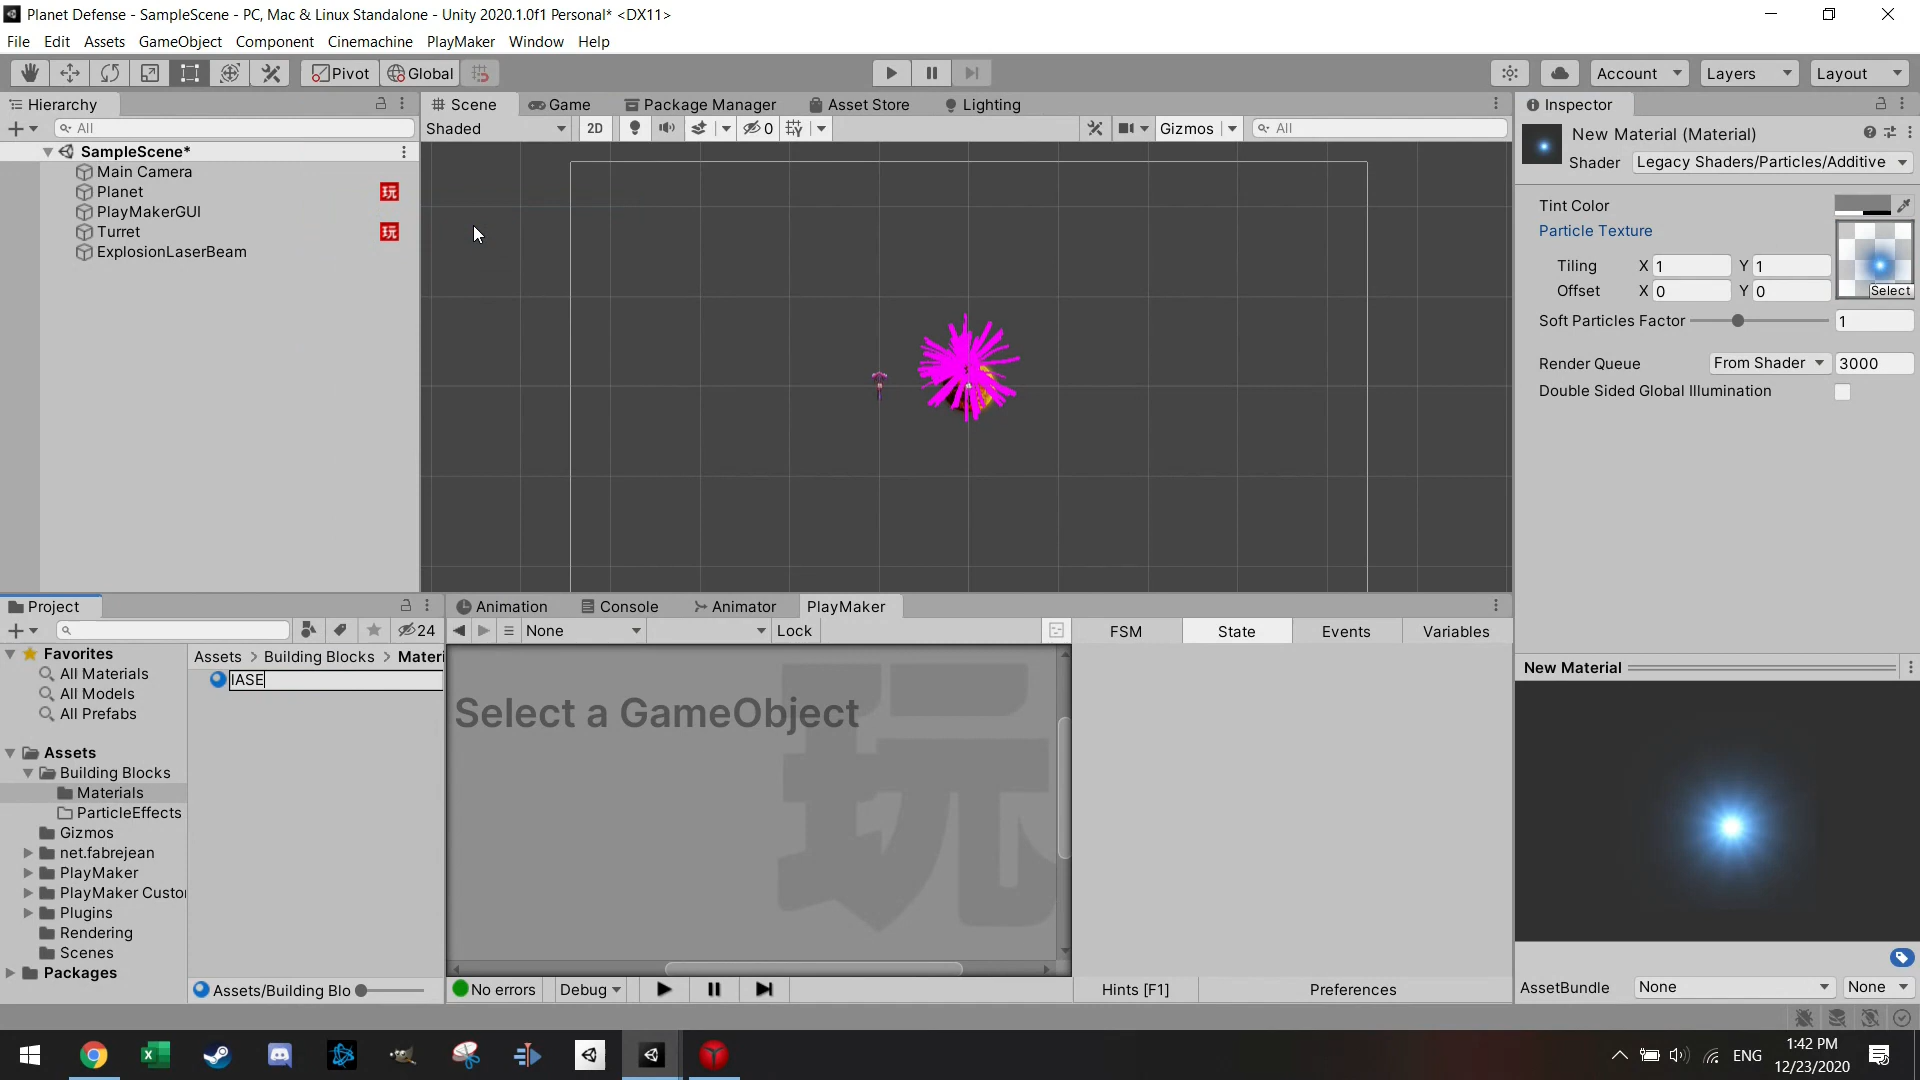 Planet Defense - SampleScene - PC, Mac & Linux Standalone - Unity 2020.1.0f1 Personal* <DX11>
File Edit Assets GameObject Component Cinemachine PlayMaker Window Help
Pivot Global Account Layers Layout
Hierarchy
All
SampleScene*
Main Camera
Planet 玩
PlayMakerGUI
Turret 玩
ExplosionLaserBeam
Scene Game Package Manager Asset Store Lighting
Shaded 2D 0 Gizmos All
Inspector
New Material (Material)
Shader Legacy Shaders/Particles/Additive
Tint Color
Particle Texture
Tiling X 1 Y 1
Offset X 0 Y 0
Select
Soft Particles Factor 1
Render Queue From Shader 3000
Double Sided Global Illumination
Project
24
Favorites
All Materials
All Models
All Prefabs
Assets
Building Blocks
Materials
ParticleEffects
Gizmos
net.fabrejean
PlayMaker
PlayMaker Custo
Plugins
Rendering
Scenes
Packages
Assets > Building Blocks > Materi
IASE
Assets/Building Blo
Animation Console Animator PlayMaker
None Lock
FSM State Events Variables
Select a GameObject
玩
No errors Debug
Hints [F1] Preferences
New Material
AssetBundle None None
ENG
1:42 PM
12/23/2020